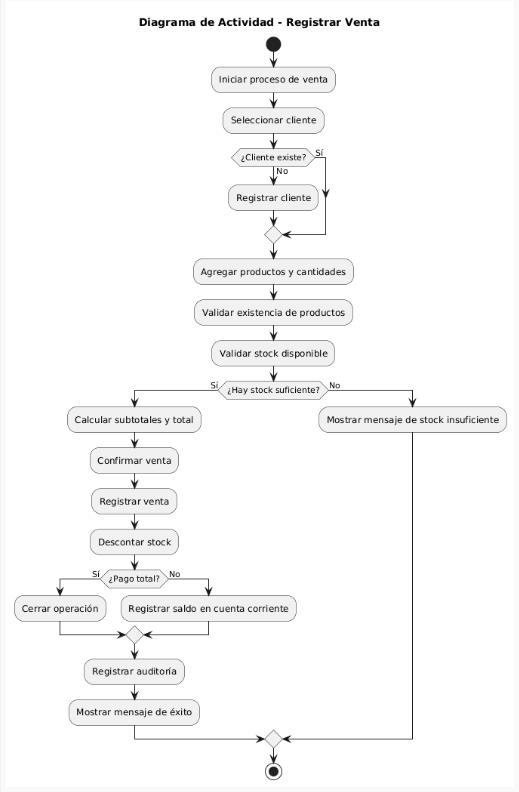 Diagrama de Actividad - Registrar Venta
Iniciar proceso de venta
Seleccionar cliente
¿Cliente existe?
Sí
No
Registrar cliente
Agregar productos y cantidades
Validar existencia de productos
Validar stock disponible
Sí
¿Hay stock suficiente?
No
Calcular subtotales y total
Mostrar mensaje de stock insuficiente
Confirmar venta
Registrar venta
Descontar stock
Sí
¿Pago total?
No
Cerrar operación
Registrar saldo en cuenta corriente
Registrar auditoría
Mostrar mensaje de éxito